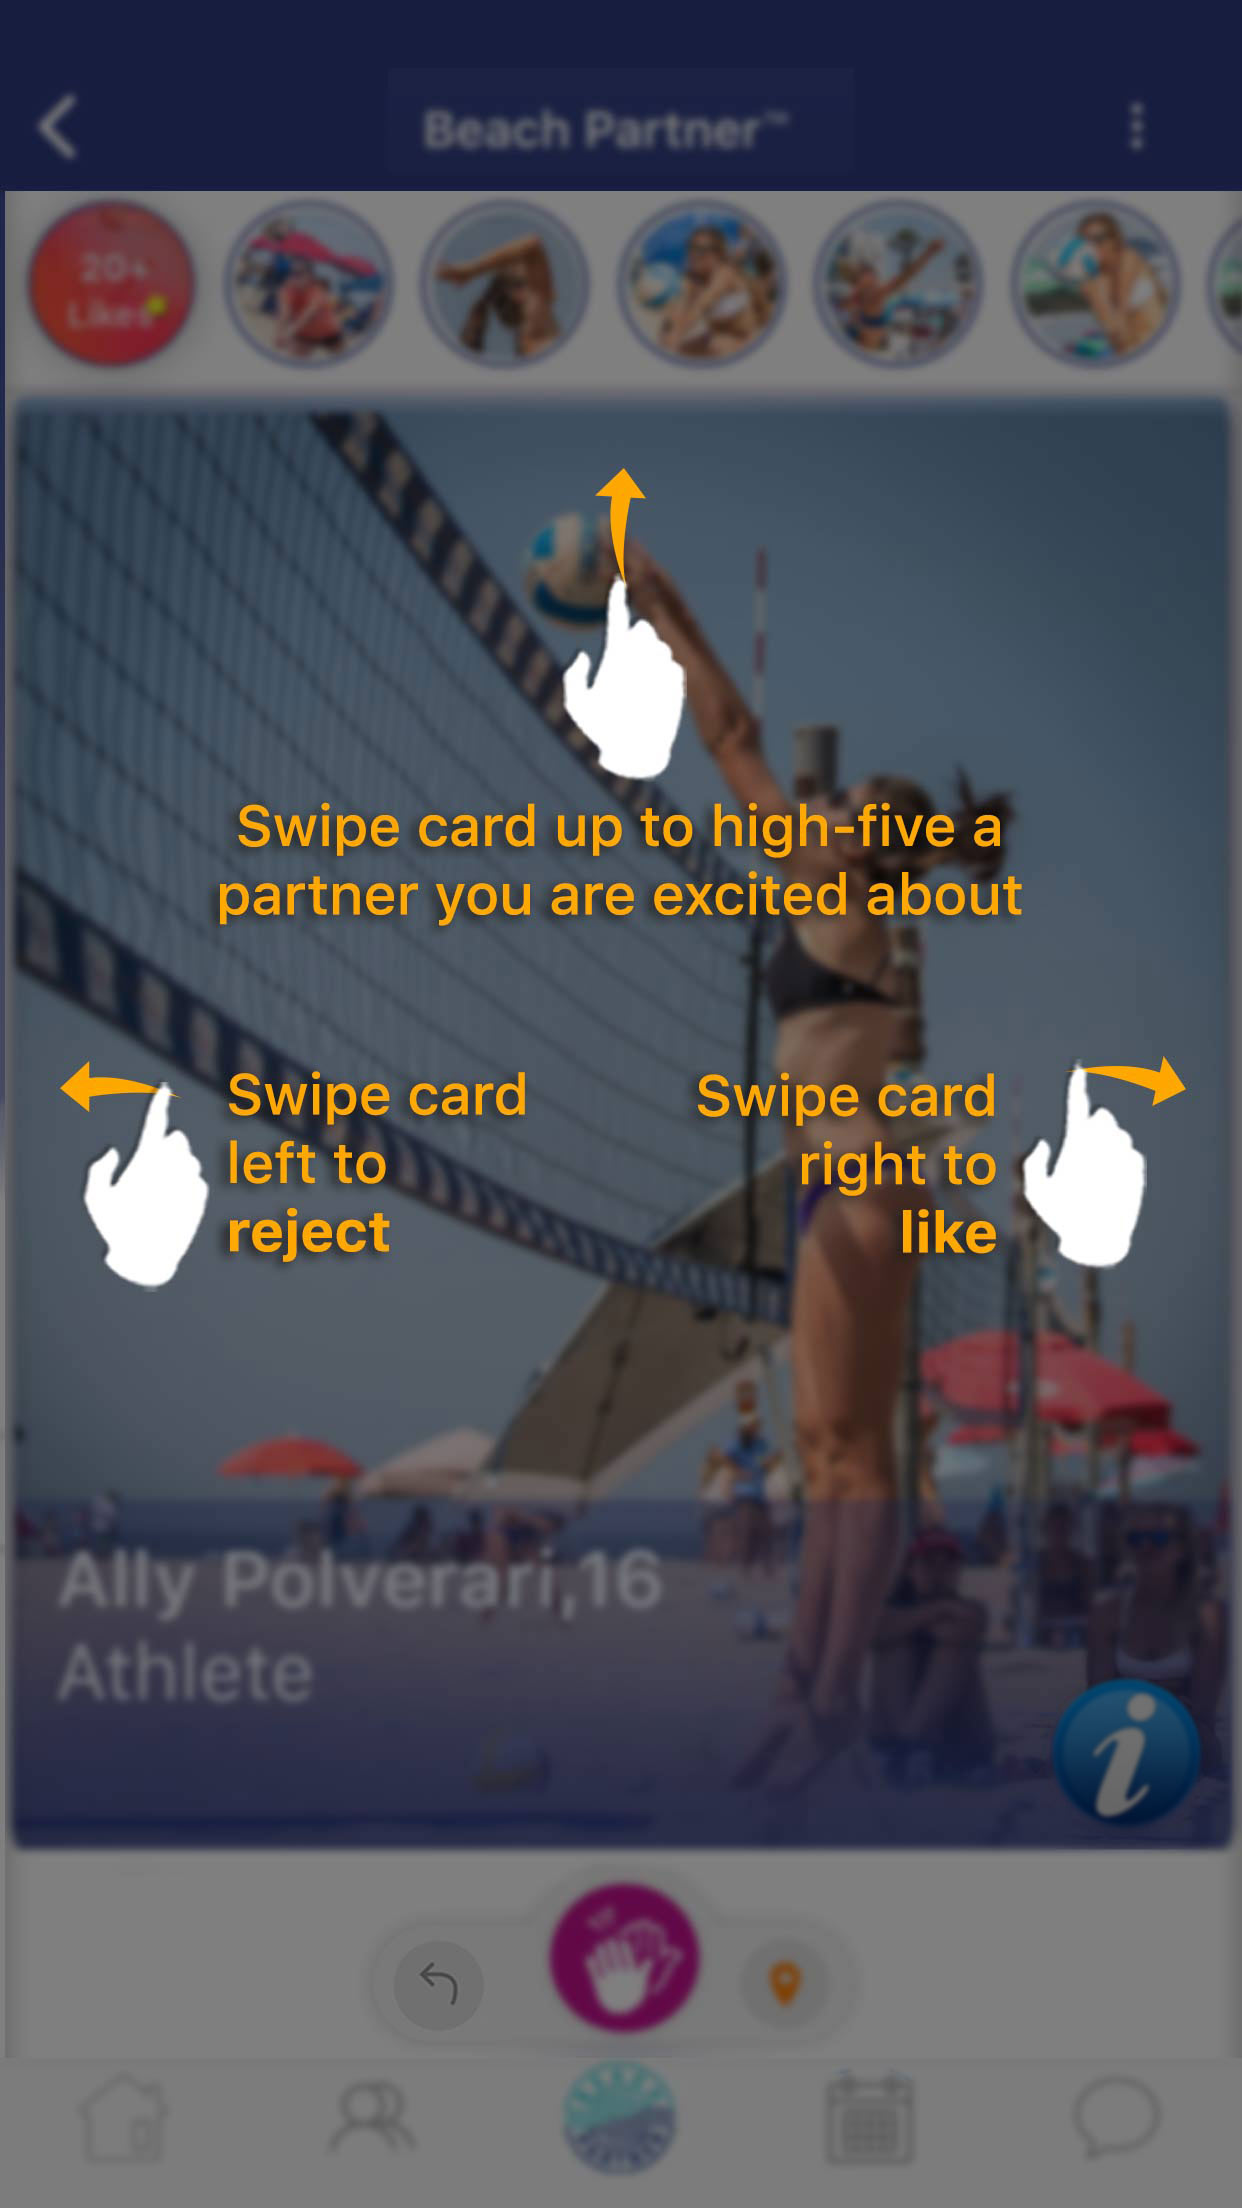 Beach Partner™
20+
Likes
Swipe card up to high-five a
partner you are excited about
Swipe card
left to
reject
Swipe card
right to
like
Ally Polverari,16
Athlete
i